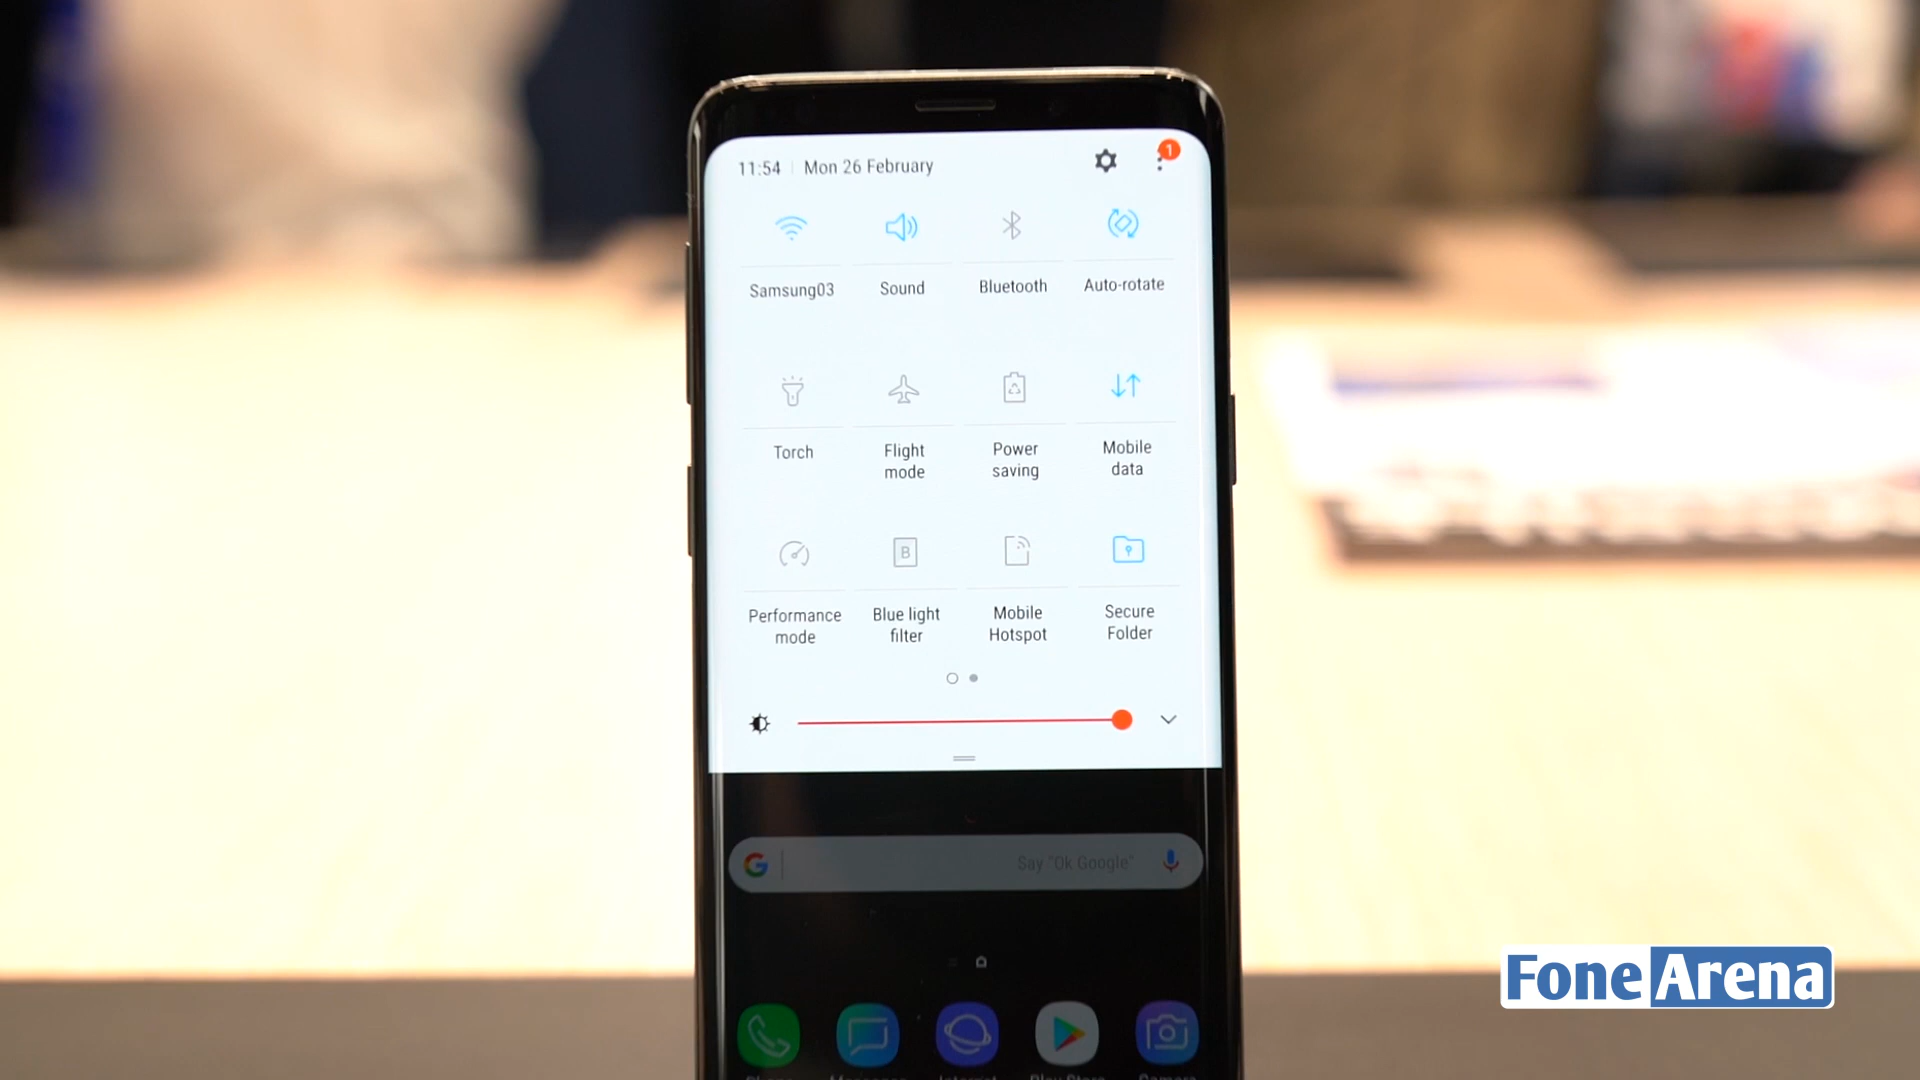 11:54 Mon 26 February
1
Samsung03 Sound Bluetooth Auto-rotate
Torch Flight mode Power saving Mobile data
B
Performance mode Blue light filter Mobile Hotspot Secure Folder
G Say "Ok Google"
FoneArena